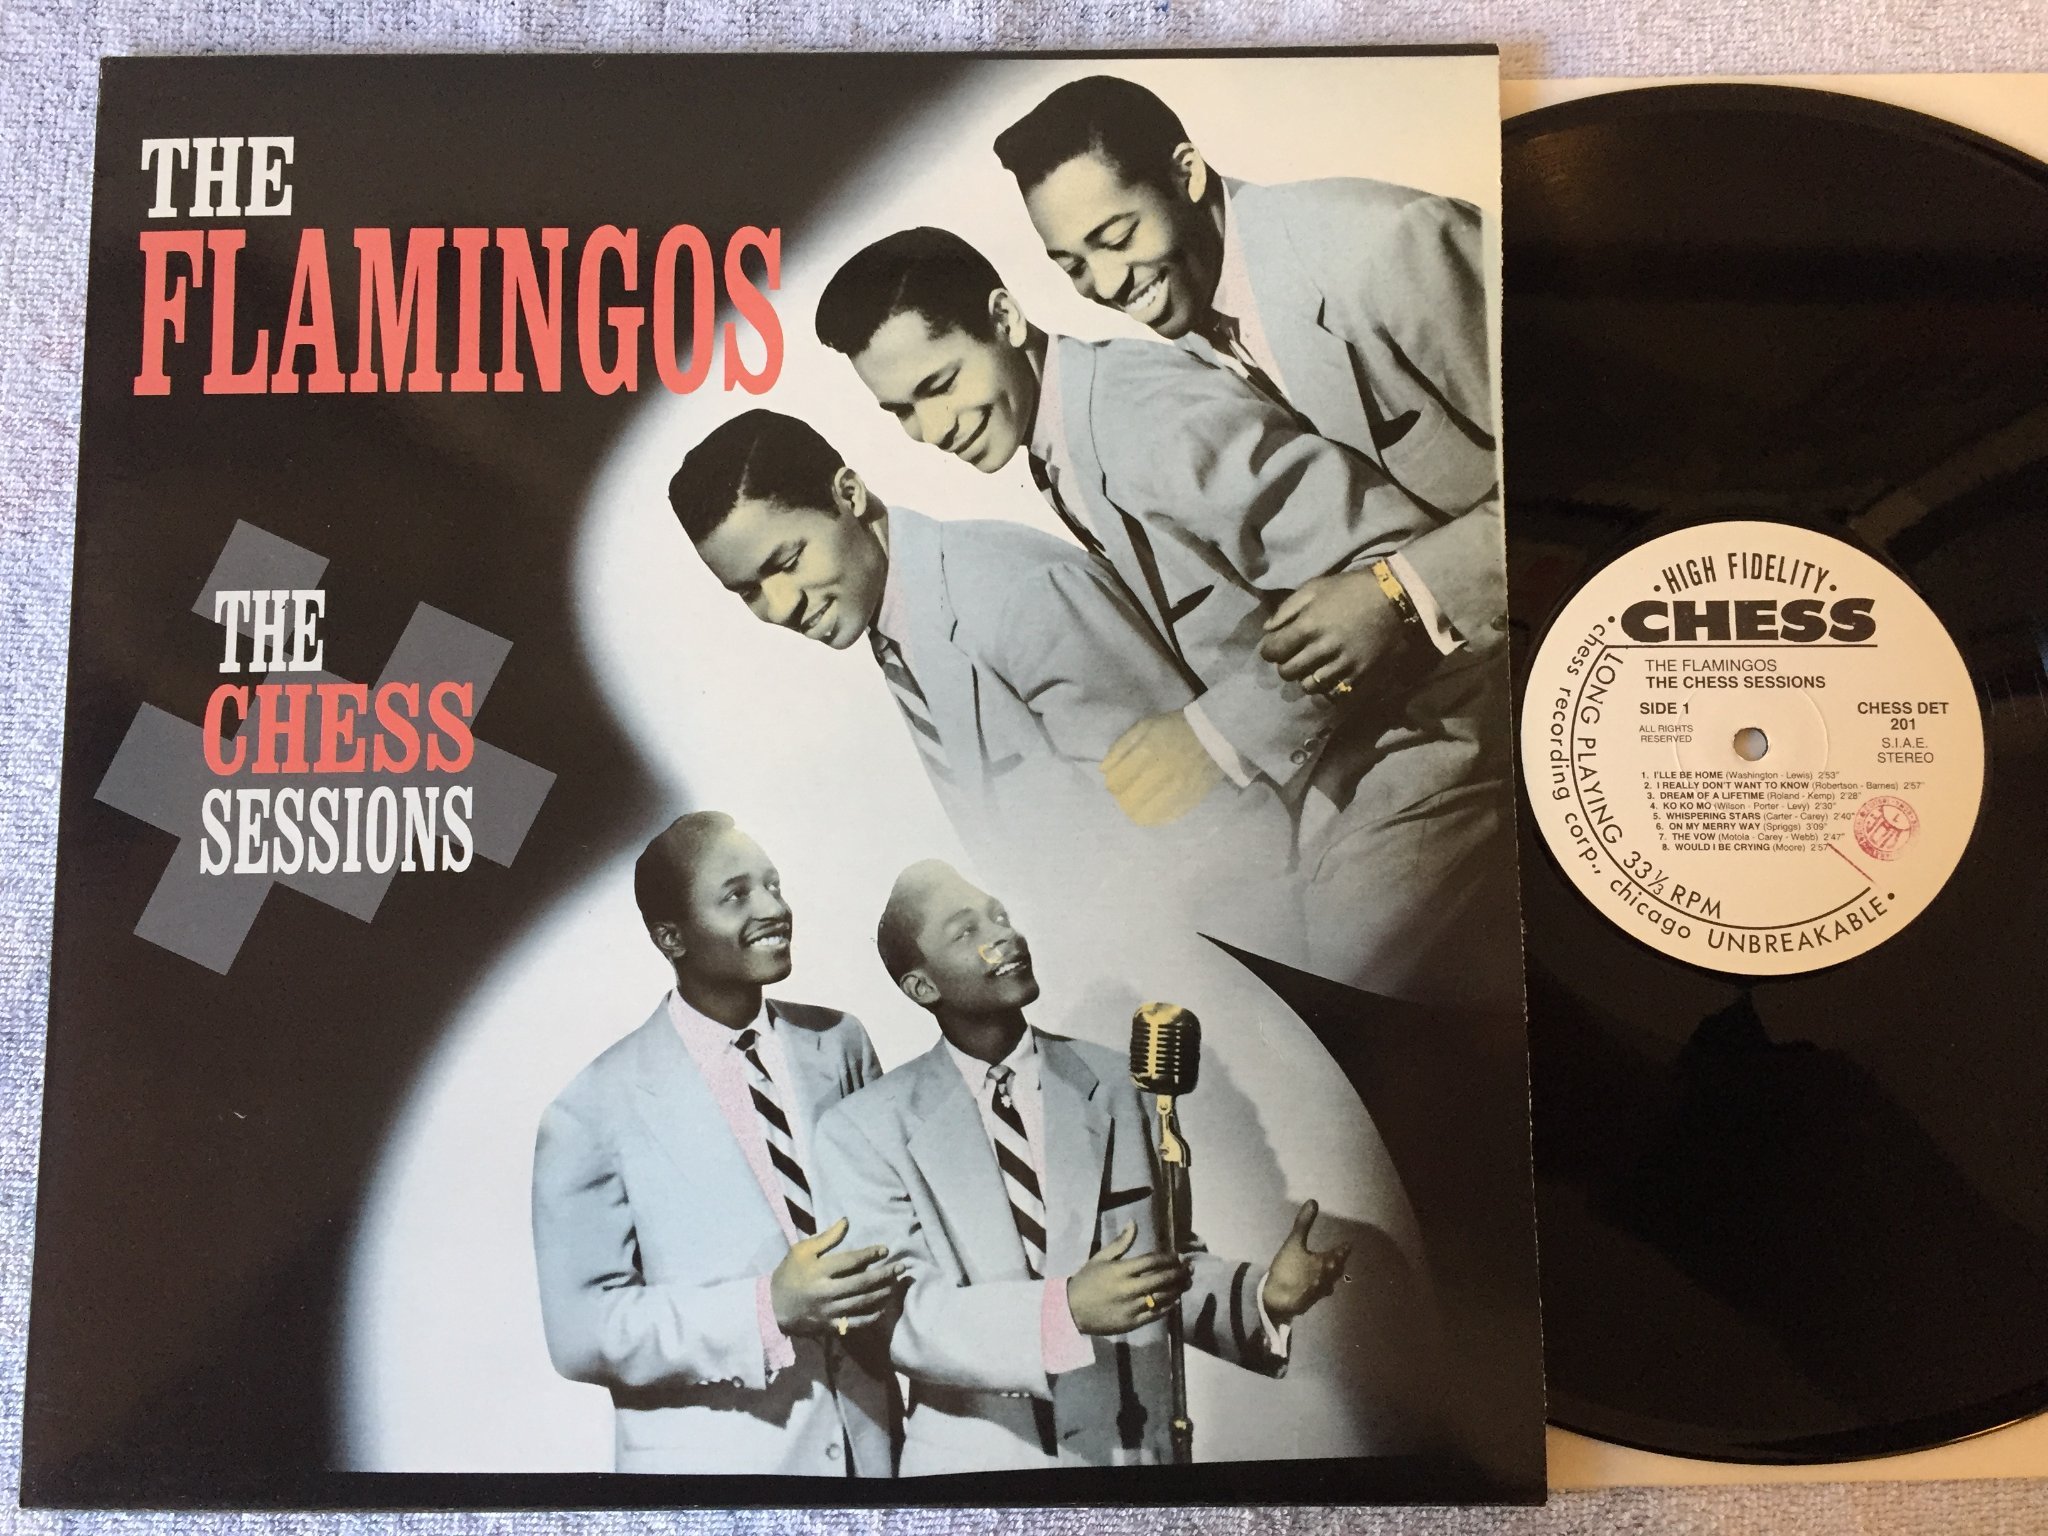 THE
FLAMINGOS
THE
CHESS
SESSIONS
• HIGH FIDELITY •
CHESS
THE FLAMINGOS
THE CHESS SESSIONS
SIDE 1
ALL RIGHTS
RESERVED
CHESS DET
201
S.I.A.E.
STEREO
1. I'LLE BE HOME (Washington - Lewis) 2'53"
2. I REALLY DON'T WANT TO KNOW (Robertson - Barnes) 2'57"
3. DREAM OF A LIFETIME (Roland - Kemp) 2'28"
4. KO KO MO (Wilson - Porter - Levy) 2'30"
5. WHISPERING STARS (Carter - Carey) 2'40"
6. ON MY MERRY WAY (Spriggs) 3'09"
7. THE VOW (Motola - Carey - Webb) 2'47"
8. WOULD I BE CRYING (Moore) 2'57"
• LONG PLAYING 33⅓ RPM
chess recording corp., chicago UNBREAKABLE •